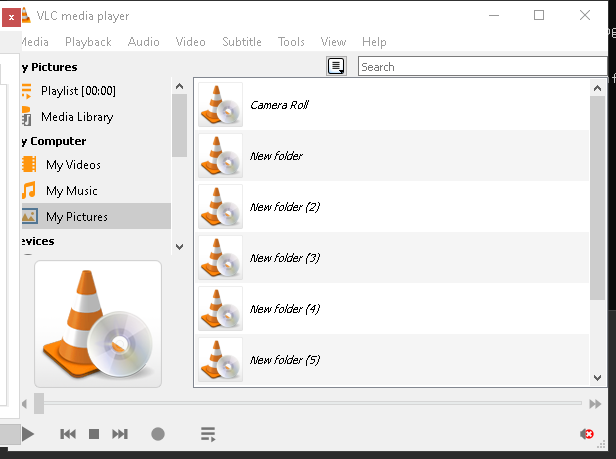 x
VLC media player
Media Playback Audio Video Subtitle Tools View Help
y Pictures
Search
Playlist [00:00]
Media Library
y Computer
My Videos
My Music
My Pictures
evices
Camera Roll
New folder
New folder (2)
New folder (3)
New folder (4)
New folder (5)